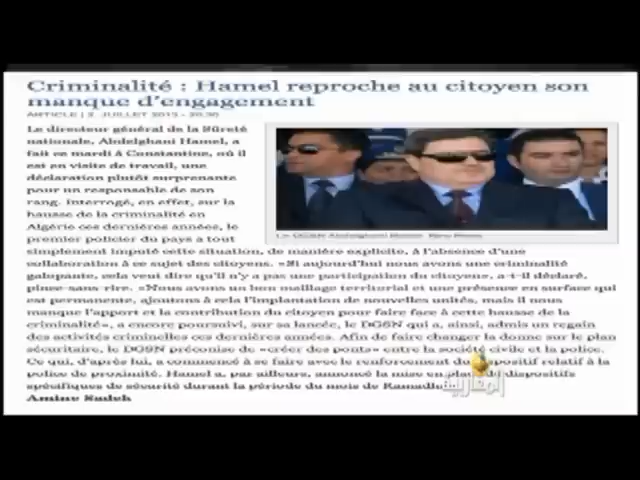 Criminalité : Hamel reproche au citoyen son
manque d'engagement
ARTICLE | 2. JUILLET 2013 - 20:30
Le directeur général de la Sûreté
nationale, Abdelghani Hamel, a
fait ce mardi à Constantine, où il
est en visite de travail, une
déclaration plutôt surprenante
pour un responsable de son
rang. Interrogé, en effet, sur la
hausse de la criminalité en
Algérie ces dernières années, le
premier policier du pays a tout
Le DGSN Abdelghani Hamel.
simplement imputé cette situation, de manière explicite, à l'absence d'une
collaboration à ce sujet des citoyens. «Si aujourd'hui nous avons une criminalité
galopante, cela veut dire qu'il n'y a pas une participation du citoyen», a-t-il déclaré,
pince-sans-rire. «Nous avons un bon maillage territorial et une présence en surface qui
est permanente, ajoutons à cela l'implantation de nouvelles unités, mais il nous
manque l'apport et la contribution du citoyen pour faire face à cette hausse de la
criminalité», a encore poursuivi, sur sa lancée, le DGSN qui a, ainsi, admis un regain
des activités criminelles ces dernières années. Afin de faire changer la donne sur le plan
sécuritaire, le DGSN préconise de «créer des ponts» entre la société civile et la police.
Ce qui, d'après lui, a commencé à se faire avec le renforcement du dispositif relatif à la
police de proximité. Hamel a, par ailleurs, annoncé la mise en place de dispositifs
spécifiques de sécurité durant la période du mois de
Amine Sadek
المغاربية